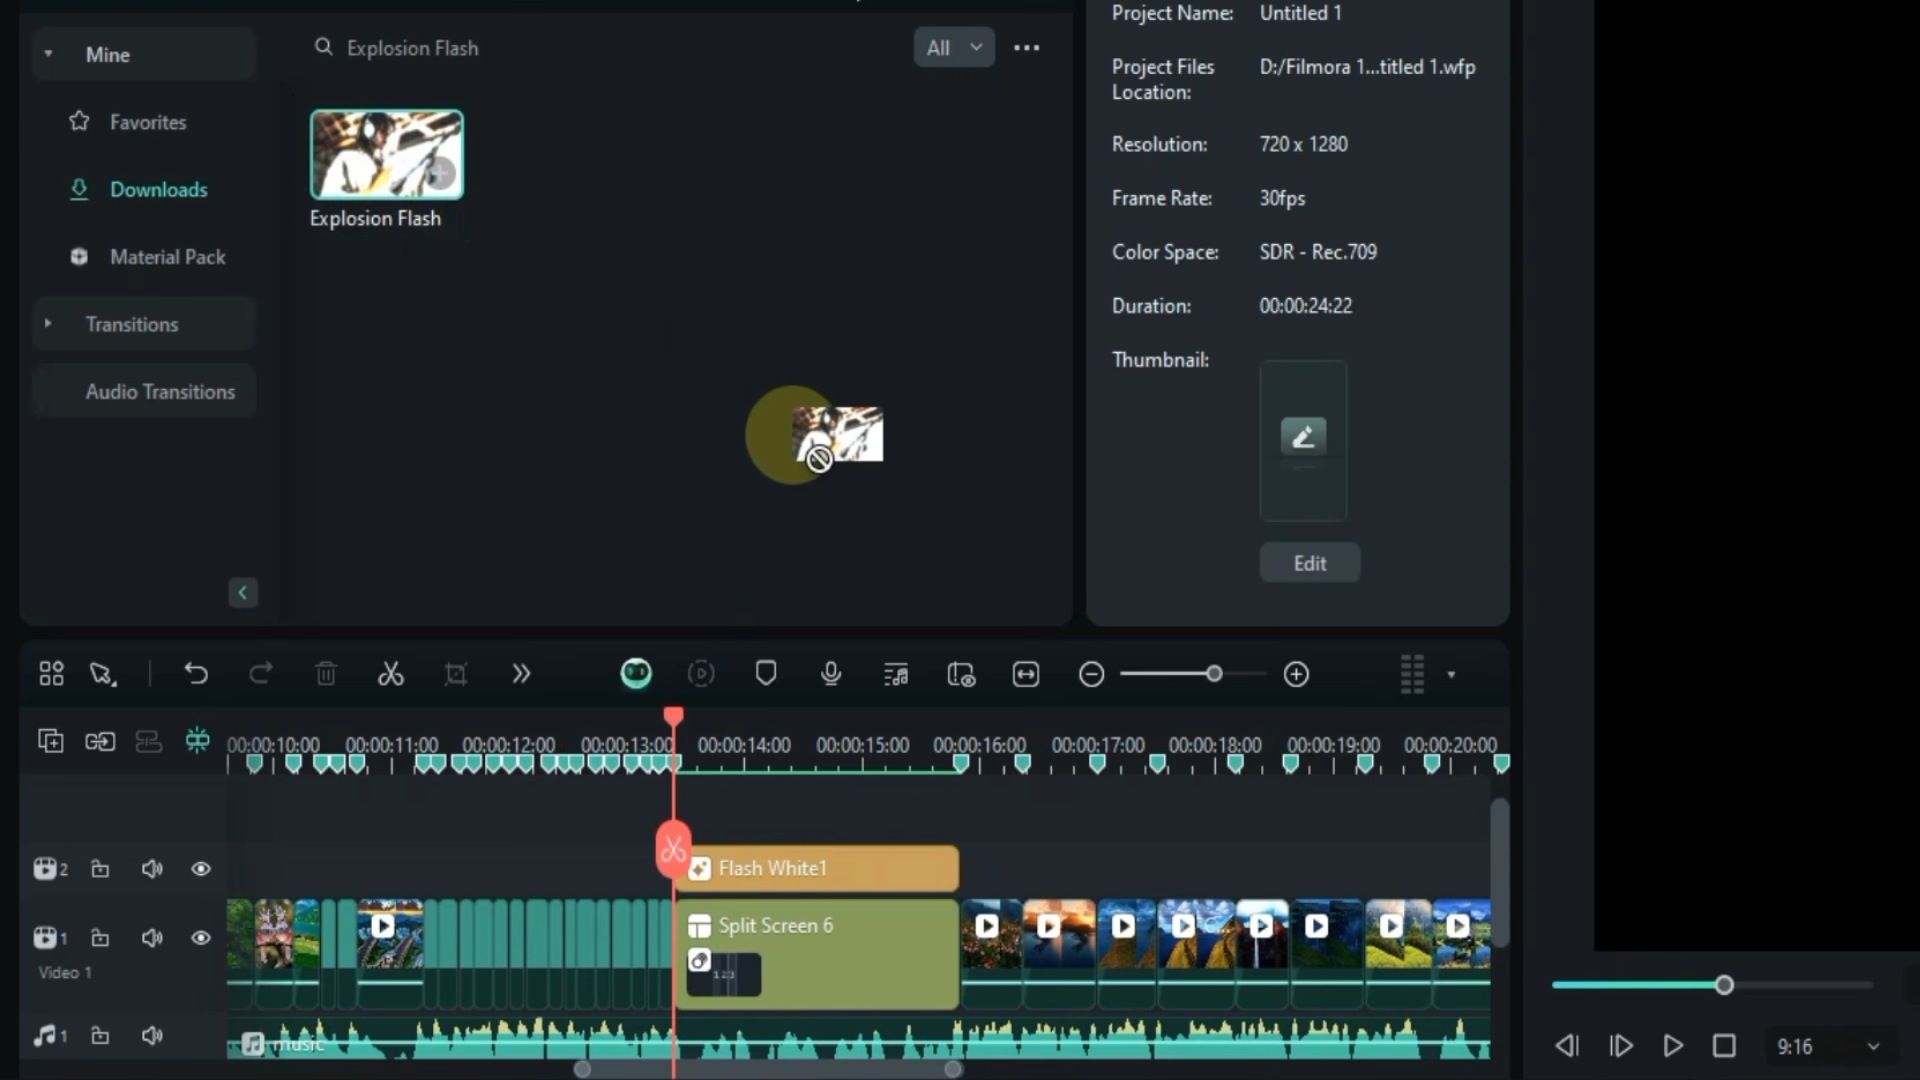 Mine
Explosion Flash
All
Favorites
Downloads
Material Pack
Transitions
Audio Transitions
Explosion Flash
Project Name: Untitled 1
Project Files Location: D:/Filmora 1...titled 1.wfp
Resolution: 720 x 1280
Frame Rate: 30fps
Color Space: SDR - Rec.709
Duration: 00:00:24:22
Thumbnail:
Edit
00:00:10:00 00:00:11:00 00:00:12:00 00:00:13:00 00:00:14:00 00:00:15:00 00:00:16:00 00:00:17:00 00:00:18:00 00:00:19:00 00:00:20:00
2
Flash White1
1
Video 1
Split Screen 6
123
C...
1
music
9:16